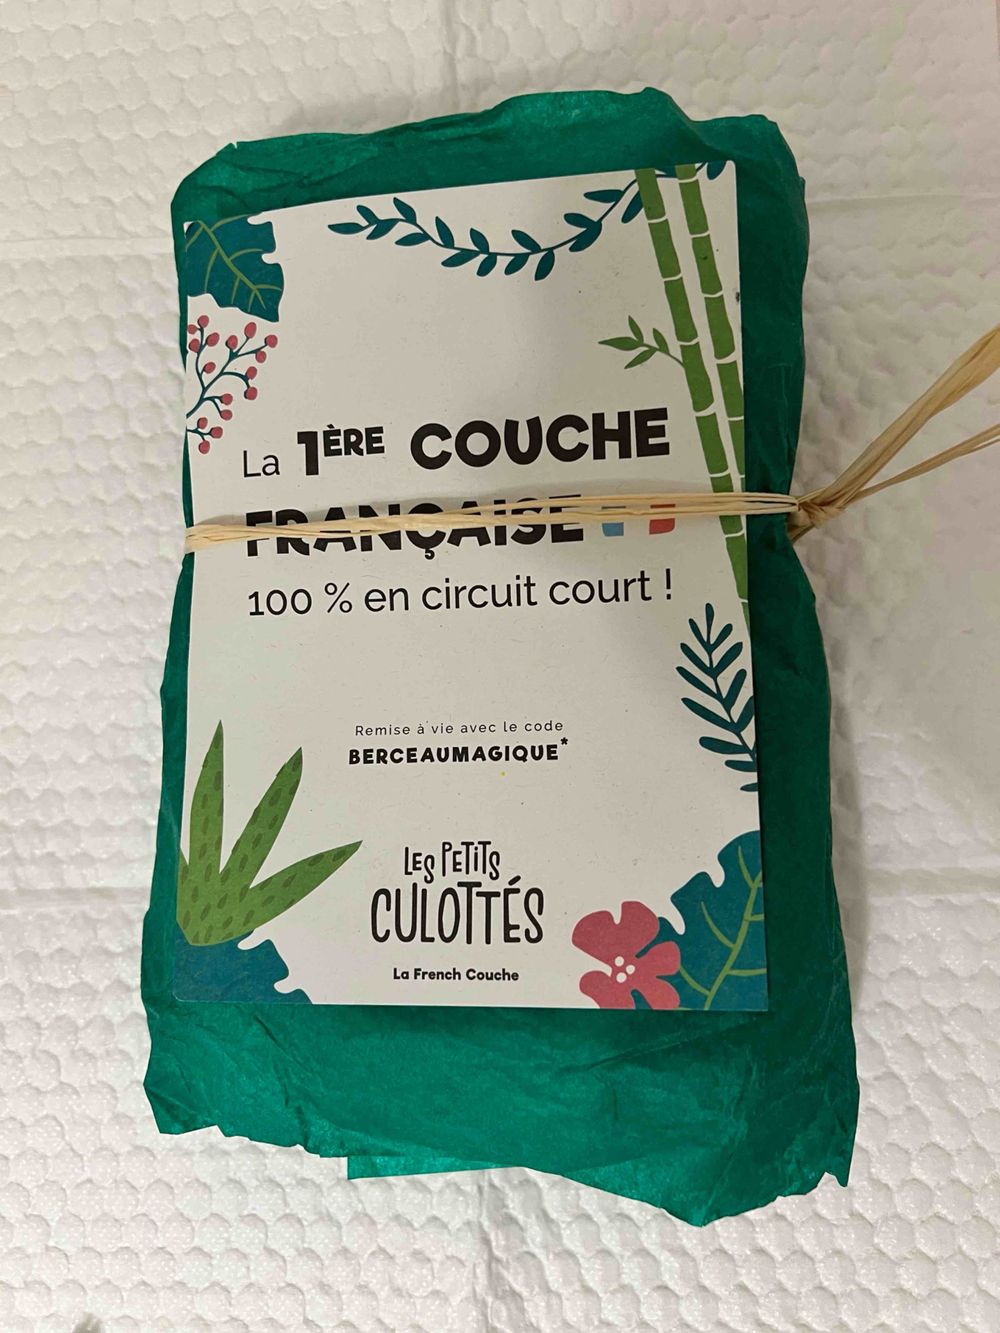 La 1ÈRE COUCHE
FRANÇAISE
100 % en circuit court !
Remise à vie avec le code
BERCEAUMAGIQUE*
LES PETITS
CULOTTÉS
La French Couche